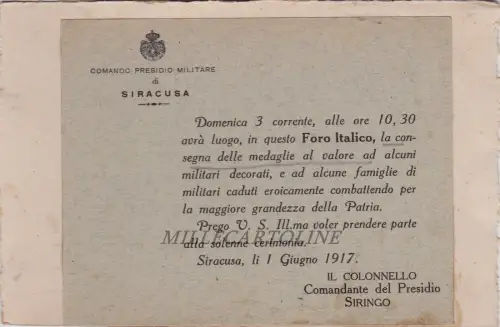 COMANDO PRESIDIO MILITARE
di
SIRACUSA
Domenica 3 corrente, alle ore 10,30
avrà luogo, in questo Foro Italico, la con-
segna delle medaglie al valore ad alcuni
militari decorati, e ad alcune famiglie di
militari caduti eroicamente combattendo per
la maggiore grandezza della Patria.
Prego V. S. Ill.ma voler prendere parte
MILLECARTOLINE
alla solenne cerimonia.
Siracusa, lì 1 Giugno 1917.
IL COLONNELLO
Comandante del Presidio
SIRINGO